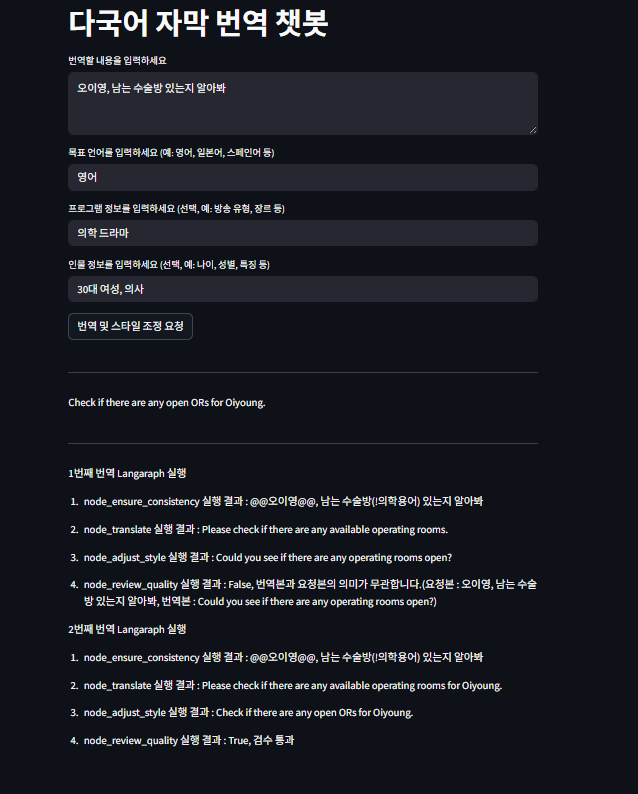 다국어 자막 번역 챗봇
번역할 내용을 입력하세요
오이영, 남는 수술방 있는지 알아봐
목표 언어를 입력하세요 (예: 영어, 일본어, 스페인어 등)
영어
프로그램 정보를 입력하세요 (선택, 예: 방송 유형, 장르 등)
의학 드라마
인물 정보를 입력하세요 (선택, 예: 나이, 성별, 특징 등)
30대 여성, 의사
번역 및 스타일 조정 요청
Check if there are any open ORs for Oiyoung.
1번째 번역 Langaraph 실행
1. node_ensure_consistency 실행 결과 : @@오이영@@, 남는 수술방(!의학용어) 있는지 알아봐
2. node_translate 실행 결과 : Please check if there are any available operating rooms.
3. node_adjust_style 실행 결과 : Could you see if there are any operating rooms open?
4. node_review_quality 실행 결과 : False, 번역본과 요청본의 의미가 무관합니다.(요청본 : 오이영, 남는 수술
방 있는지 알아봐, 번역본 : Could you see if there are any operating rooms open?)
2번째 번역 Langaraph 실행
1. node_ensure_consistency 실행 결과 : @@오이영@@, 남는 수술방(!의학용어) 있는지 알아봐
2. node_translate 실행 결과 : Please check if there are any available operating rooms for Oiyoung.
3. node_adjust_style 실행 결과 : Check if there are any open ORs for Oiyoung.
4. node_review_quality 실행 결과 : True, 검수 통과